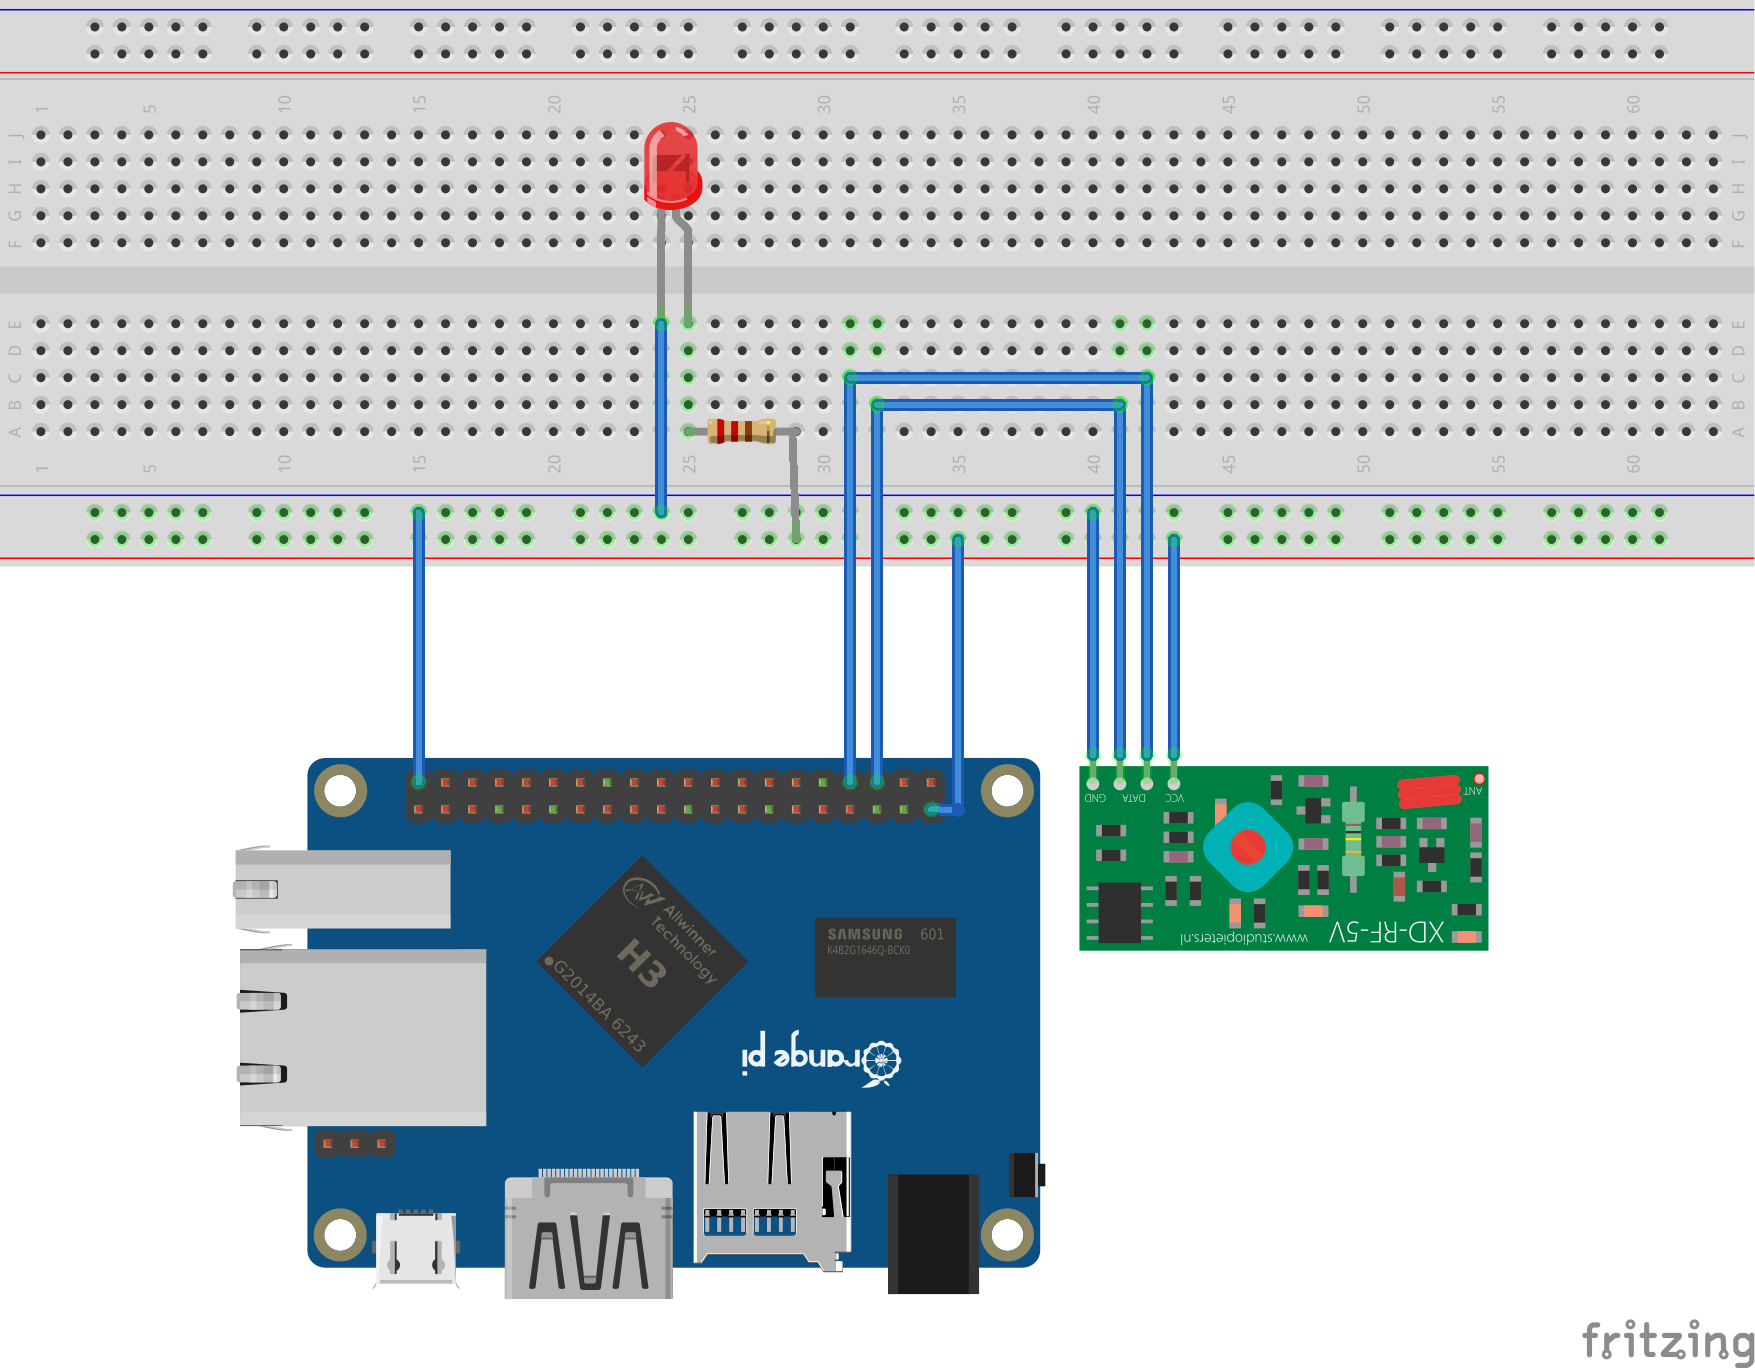 1 5 10 15 20 25 30 35 40 45 50 55 60
J J
I I
H H
G G
F F
E E
D D
C C
B B
A A
1 5 10 15 20 25 30 35 40 45 50 55 60
GND DATA VCC ANT
Allwinner
Technology
H3
G2014BA 6243
SAMSUNG 601
K4B2G1646Q-BCK0
www.studiopieters.nl XD-RF-5V
range pi
fritzing